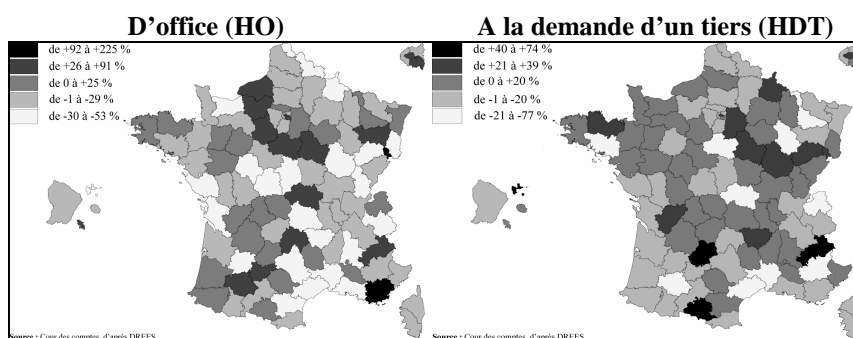 D'office (HO)
de +92 à +225 %
de +26 à +91 %
de 0 à +25 %
de -1 à -29 %
de -30 à -53 %
Source : Cour des comptes, d'après DREES
A la demande d'un tiers (HDT)
de +40 à +74 %
de +21 à +39 %
de 0 à +20 %
de -1 à -20 %
de -21 à -77 %
Source : Cour des comptes, d'après DREES